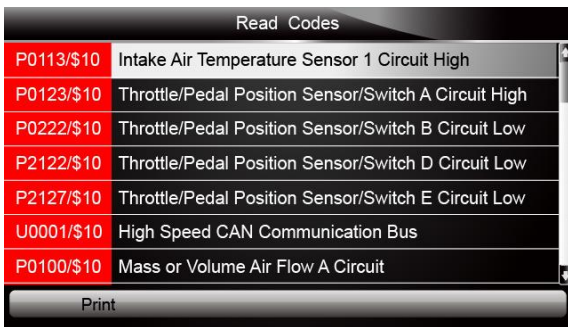 Read Codes
P0113/$10 Intake Air Temperature Sensor 1 Circuit High
P0123/$10 Throttle/Pedal Position Sensor/Switch A Circuit High
P0222/$10 Throttle/Pedal Position Sensor/Switch B Circuit Low
P2122/$10 Throttle/Pedal Position Sensor/Switch D Circuit Low
P2127/$10 Throttle/Pedal Position Sensor/Switch E Circuit Low
U0001/$10 High Speed CAN Communication Bus
P0100/$10 Mass or Volume Air Flow A Circuit
Print